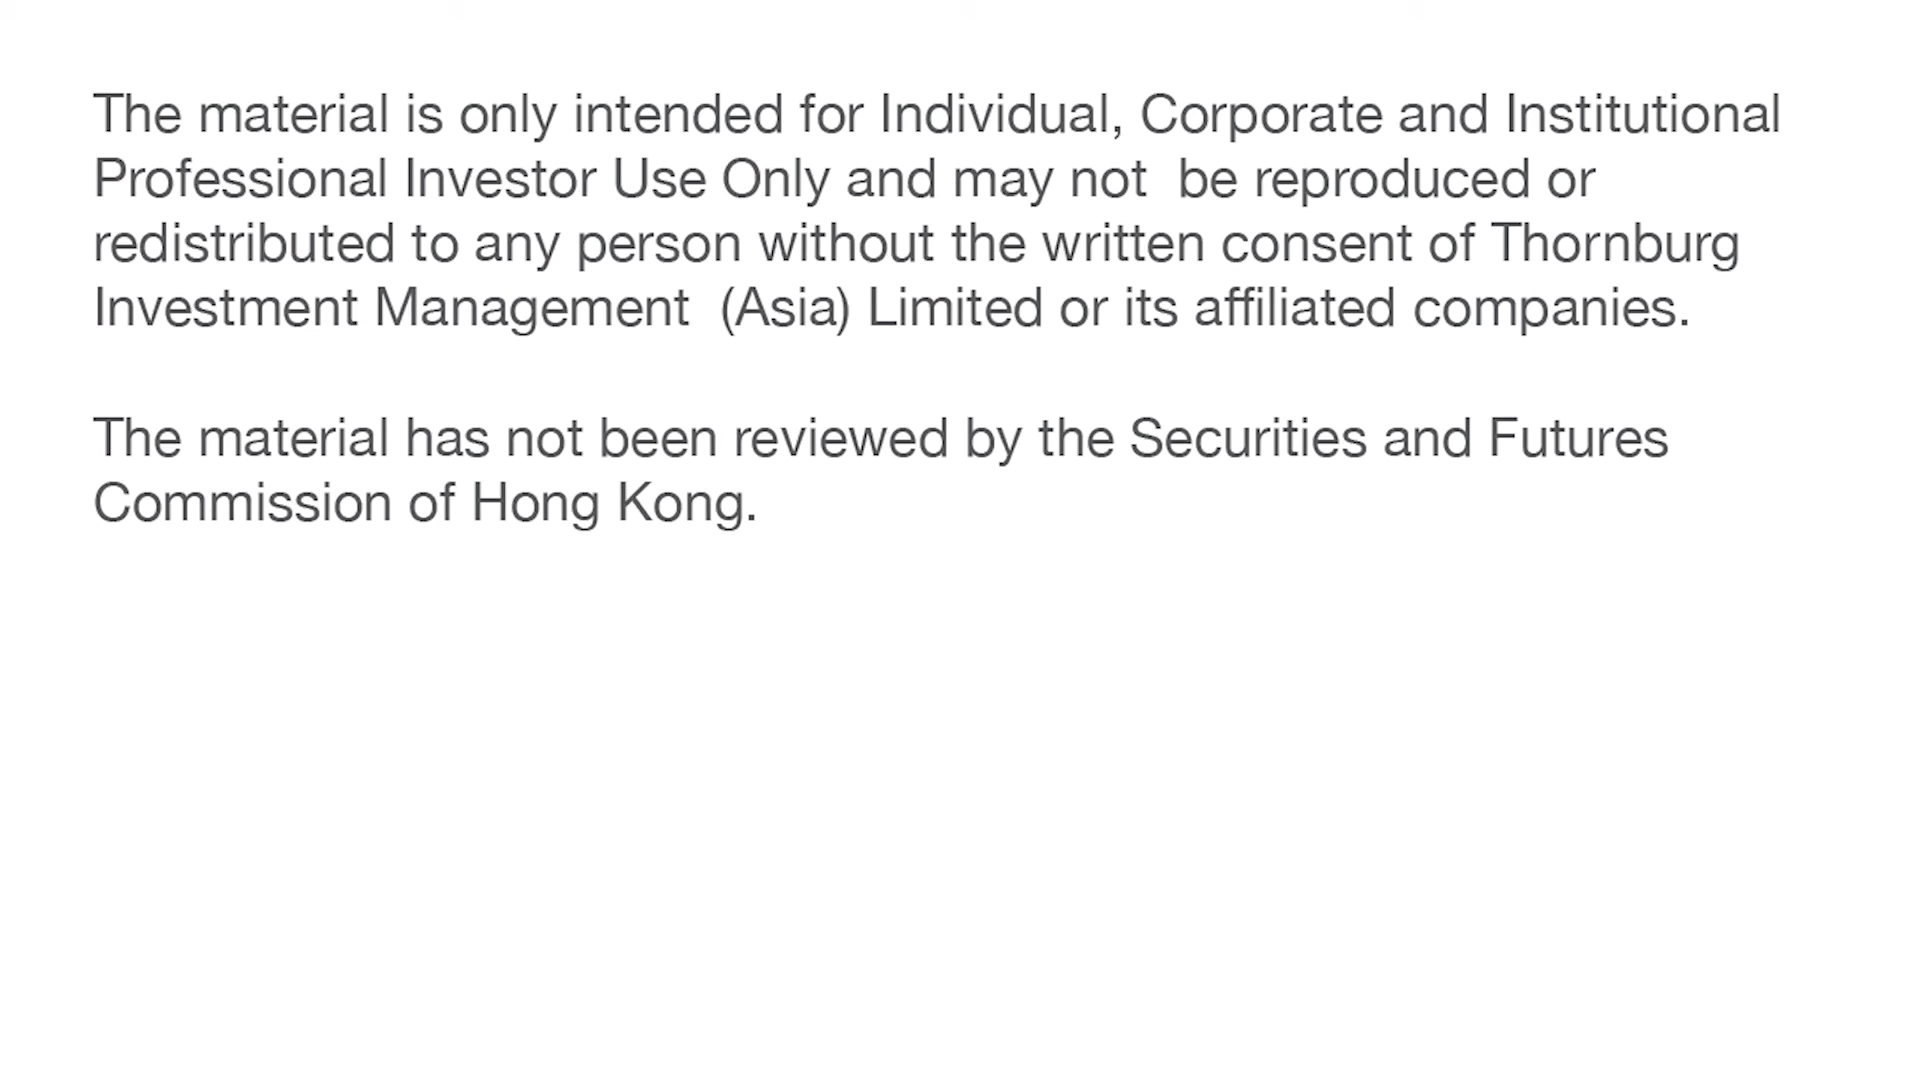 The material is only intended for Individual, Corporate and Institutional
Professional Investor Use Only and may not  be reproduced or
redistributed to any person without the written consent of Thornburg
Investment Management  (Asia) Limited or its affiliated companies.
The material has not been reviewed by the Securities and Futures
Commission of Hong Kong.